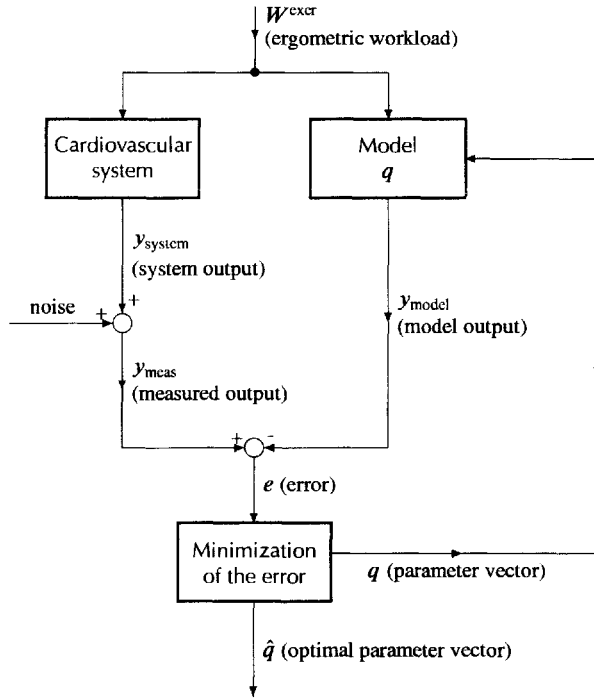 W^exer
(ergometric workload)
Cardiovascular
system
Model
q
y_system
(system output)
noise
+
+
y_model
(model output)
y_meas
(measured output)
+
-
e (error)
Minimization
of the error
q (parameter vector)
q̂ (optimal parameter vector)